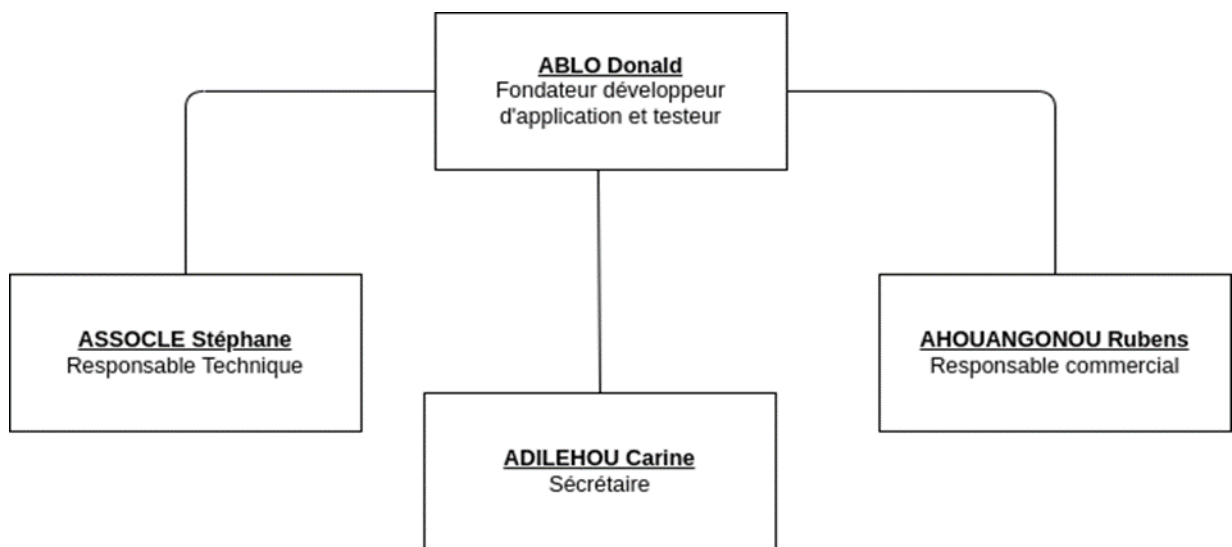 ABLO Donald
Fondateur développeur
d'application et testeur
ASSOCLE Stéphane
Responsable Technique
AHOUANGONOU Rubens
Responsable commercial
ADILEHOU Carine
Sécrétaire